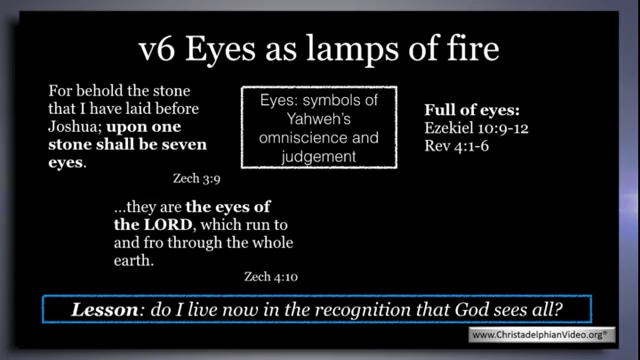 v6 Eyes as lamps of fire
For behold the stone
that I have laid before
Joshua; upon one
stone shall be seven
eyes.
Zech 3:9
Eyes: symbols of
Yahweh's
omniscience and
judgement
Full of eyes:
Ezekiel 10:9-12
Rev 4:1-6
...they are the eyes of
the LORD, which run to
and fro through the whole
earth.
Zech 4:10
Lesson: do I live now in the recognition that God sees all?
www.ChristadelphianVideo.org®